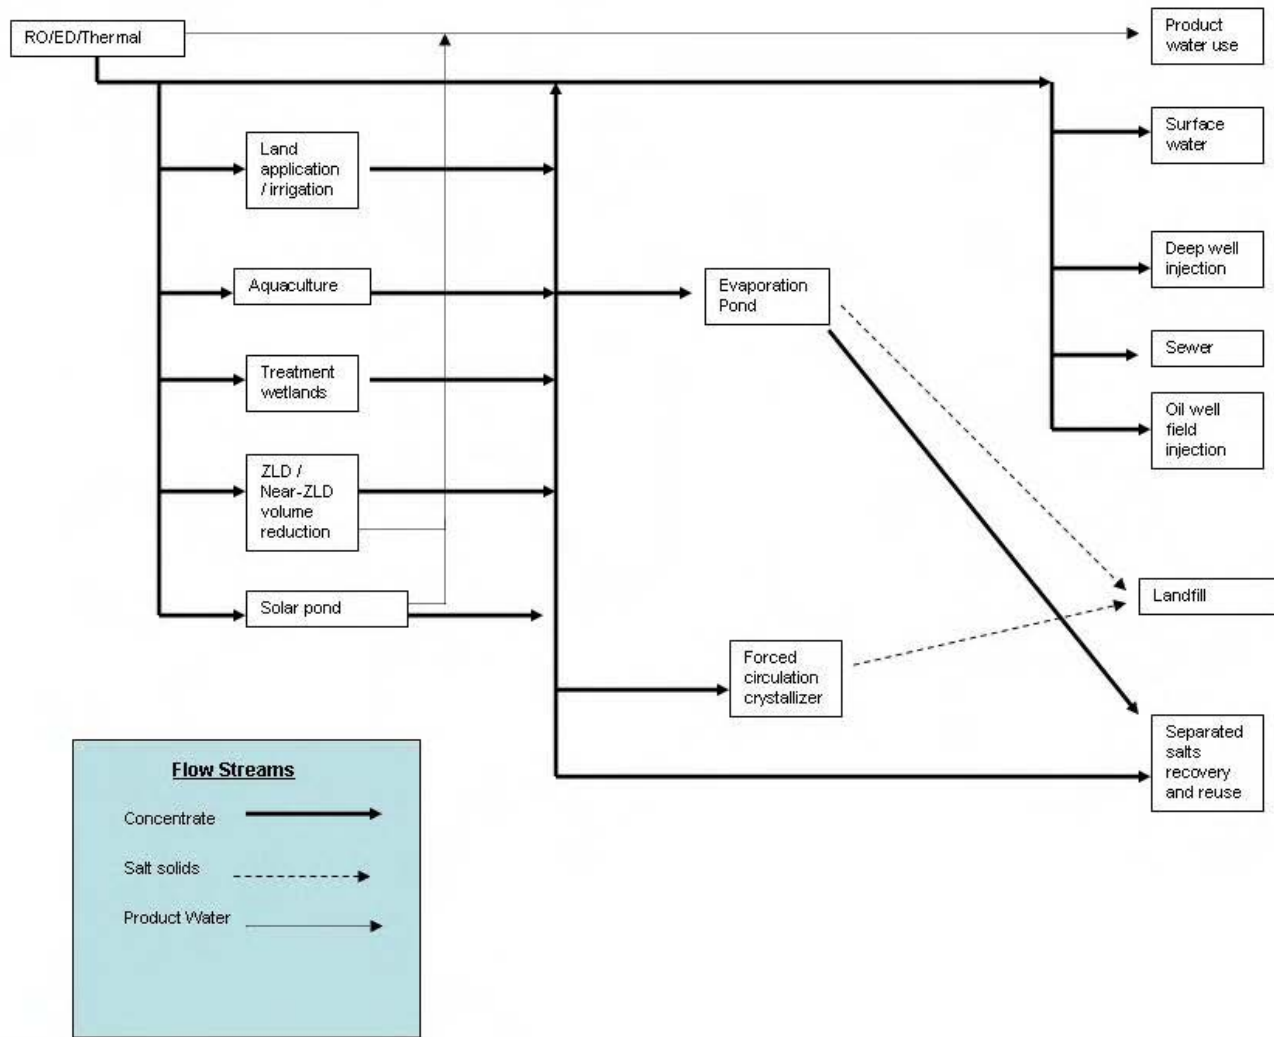 RO/ED/Thermal
Product
water use
Surface
water
Land
application
/ irrigation
Deep well
injection
Aquaculture
Evaporation
Pond
Sewer
Treatment
wetlands
Oil well
field
injection
ZLD /
Near-ZLD
volume
reduction
Solar pond
Landfill
Forced
circulation
crystallizer
Separated
salts
recovery
and reuse
Flow Streams
Concentrate
Salt solids
Product Water